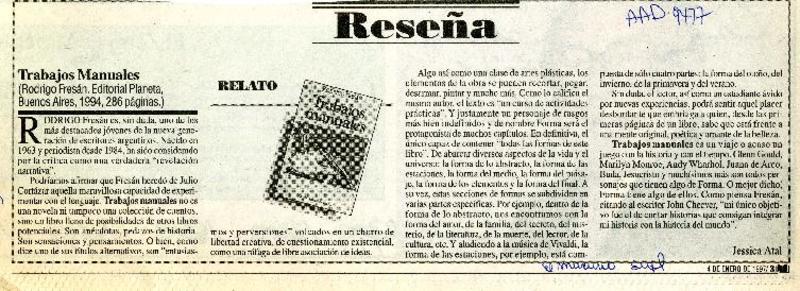 Reseña
AAD.9477
Trabajos Manuales
(Rodrigo Fresán. Editorial Planeta,
Buenos Aires, 1994, 286 páginas.)
RODRIGO Fresán es, sin duda, uno de los
más destacados jóvenes de la nueva gene-
ración de escritores argentinos. Nacido en
1963 y periodista desde 1984, ha sido considerado
por la crítica como una verdadera "revelación
narrativa".
Podríamos afirmar que Fresán heredó de Julio
Cortázar aquella maravillosa capacidad de experi-
mentar con el lenguaje. Trabajos manuales no es
una novela ni tampoco una colección de cuentos,
sino un libro lleno de posibilidades de otros libros
potenciales. Son anécdotas, pedazos de historia.
Son sensaciones y pensamientos. O bien, como
dice uno de sus títulos alternativos, son "entusias-
RELATO
Trabajos
manuales
mos y perversiones" volcados en un chorro de
libertad creativa, de cuestionamiento existencial,
como una ráfaga de libre asociación de ideas.
Algo así como una clase de artes plásticas, los
elementos de la obra se pueden recortar, pegar,
desarmar, pintar y mucho más. Como lo califica el
mismo autor, el texto es "un curso de actividades
prácticas". Y justamente un personaje de rasgos
más bien indefinidos y de nombre Forma será el
protagonista de muchos capítulos. En definitiva, el
único capaz de contener "todas las formas de este
libro". De abarcar diversos aspectos de la vida y el
universo: la forma de lo abstracto, la forma de las
estaciones, la forma del medio, la forma del paisa-
je, la forma de los elementos y la forma del final. A
su vez, estas secciones de formas se subdividen en
varias partes específicas. Por ejemplo, dentro de la
forma de lo abstracto, nos encontramos con la
forma del amor, de la familia, del secreto, del mis-
terio, de la literatura, de la muerte, del lector, de la
cultura, etc. Y aludiendo a la música de Vivaldi, la
forma de las estaciones, por ejemplo, está com-
puesta de sólo cuatro partes: la forma del otoño, del
invierno, de la primavera y del verano.
Sin duda, el lector, así como un estudiante ávido
por nuevas experiencias, podrá sentir aquel placer
desbordante que embriaga a quien, desde las pri-
meras páginas de un libro, sabe que está frente a
una mente original, poética y amante de la belleza.
Trabajos manuales es un viaje o acaso un
juego con la historia y con el tiempo. Glenn Gould,
Marilyn Monroe, Andy Warhol, Juana de Arco,
Buda, Jesucristo y muchísimos más son todos per-
sonajes que tienen algo de Forma. O mejor dicho,
Forma tiene algo de ellos. Como piensa Fresán,
citando al escritor John Cheever, "mi único objeti-
vo fue el de contar historias que consigan integrar
mi historia con la historia del mundo".
Jessica Atal
4 DE ENERO DE 1997/3